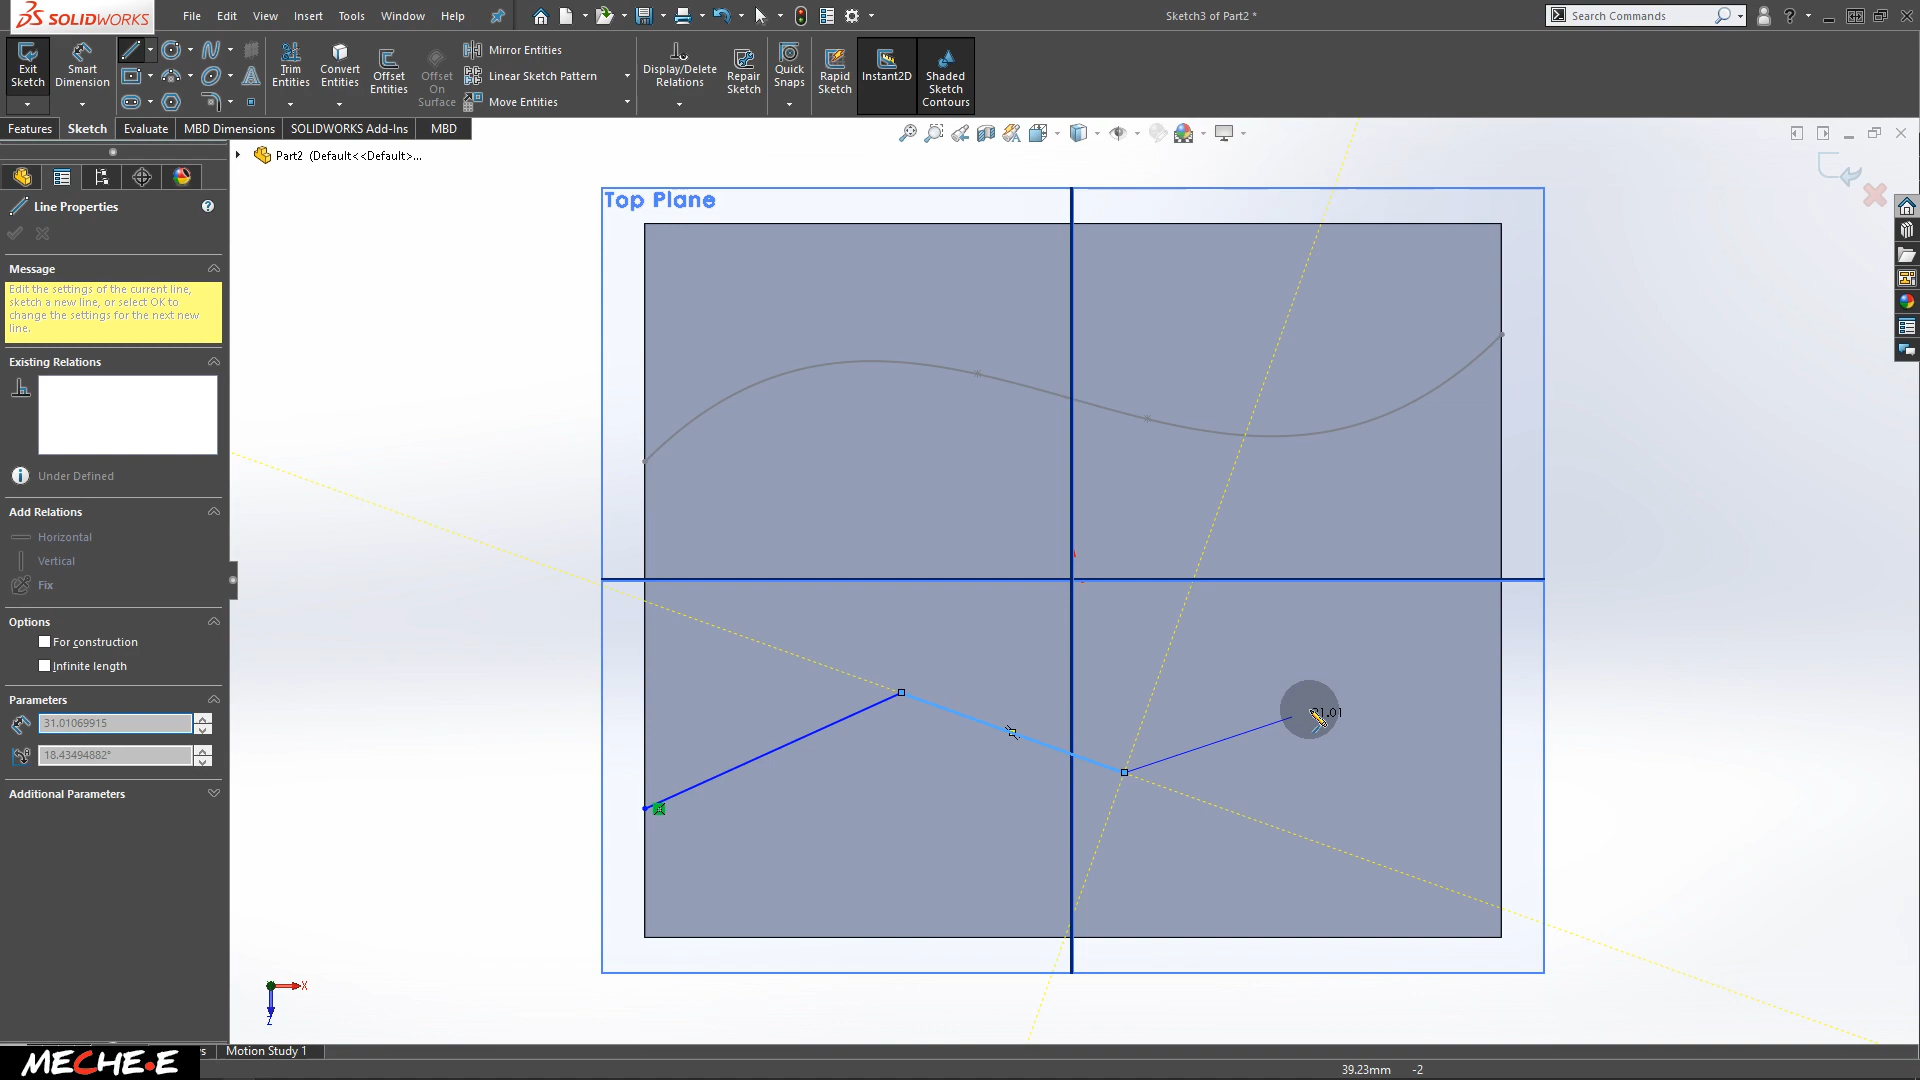 SOLIDWORKS
File Edit View Insert Tools Window Help
Sketch3 of Part2 *
Search Commands
Exit Sketch
Smart Dimension
Trim Entities
Convert Entities
Offset Entities
Offset On Surface
Mirror Entities
Linear Sketch Pattern
Move Entities
Display/Delete Relations
Repair Sketch
Quick Snaps
Rapid Sketch
Instant2D
Shaded Sketch Contours
Features Sketch Evaluate MBD Dimensions SOLIDWORKS Add-Ins MBD
Part2 (Default<<Default>...
Line Properties
Message
Edit the settings of the current line,
sketch a new line, or select OK to
change the settings for the next new
line.
Existing Relations
Under Defined
Add Relations
Horizontal
Vertical
Fix
Options
For construction
Infinite length
Parameters
31.01069915
18.43494882°
Additional Parameters
Top Plane
X
Z
Motion Study 1
MECHE·E
39.23mm -2